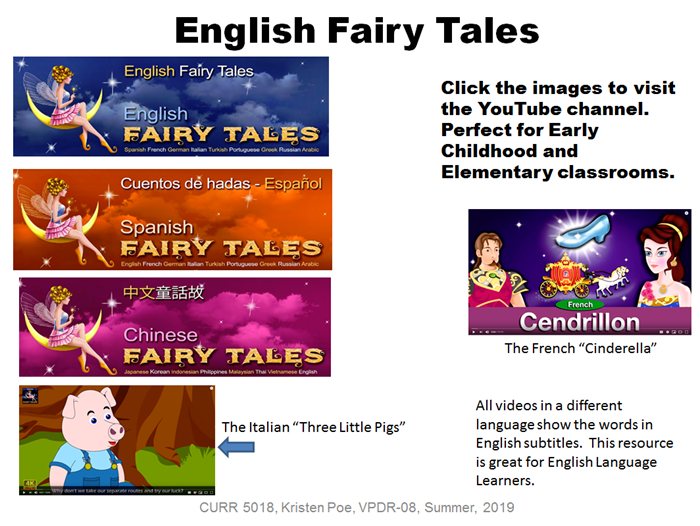 English Fairy Tales
English Fairy Tales
English
FAIRY TALES
Spanish French German Italian Turkish Portuguese Greek Russian Arabic
Click the images to visit
the YouTube channel.
Perfect for Early
Childhood and
Elementary classrooms.
Cuentos de hadas - Español
Spanish
FAIRY TALES
English French German Italian Turkish Portuguese Greek Russian Arabic
French
Cendrillon
The French “Cinderella”
中文童話故
Chinese
FAIRY TALES
Japanese Korean Indonesian Philippines Malaysian Thai Vietnamese English
4K
Why don't we take our separate routes and try our luck?
The Italian “Three Little Pigs”
All videos in a different
language show the words in
English subtitles. This resource
is great for English Language
Learners.
CURR 5018, Kristen Poe, VPDR-08, Summer, 2019